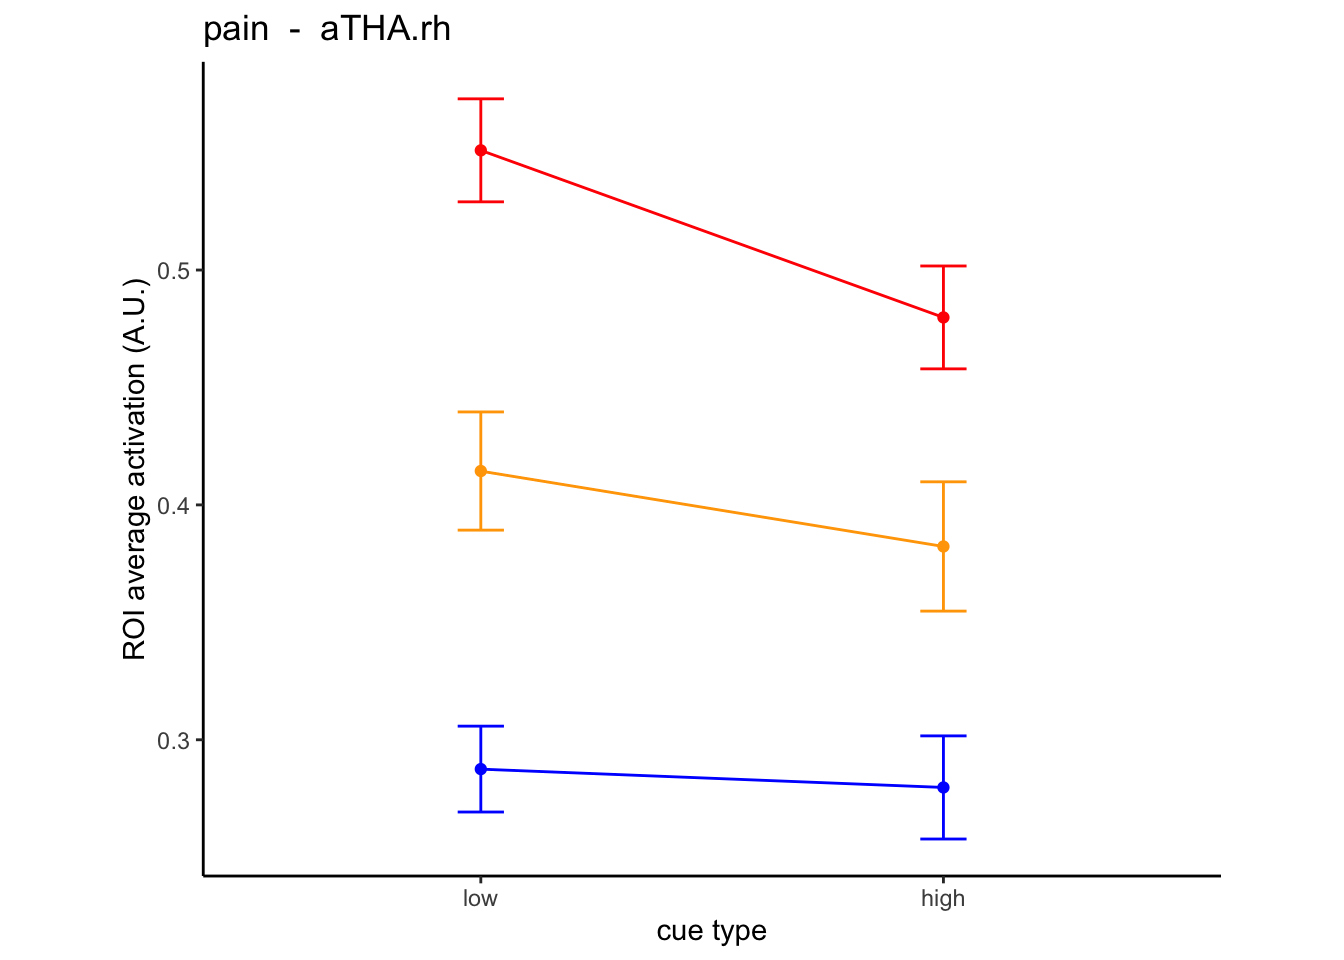 pain  -  aTHA.rh
ROI average activation (A.U.)
0.5
0.4
0.3
low
high
cue type